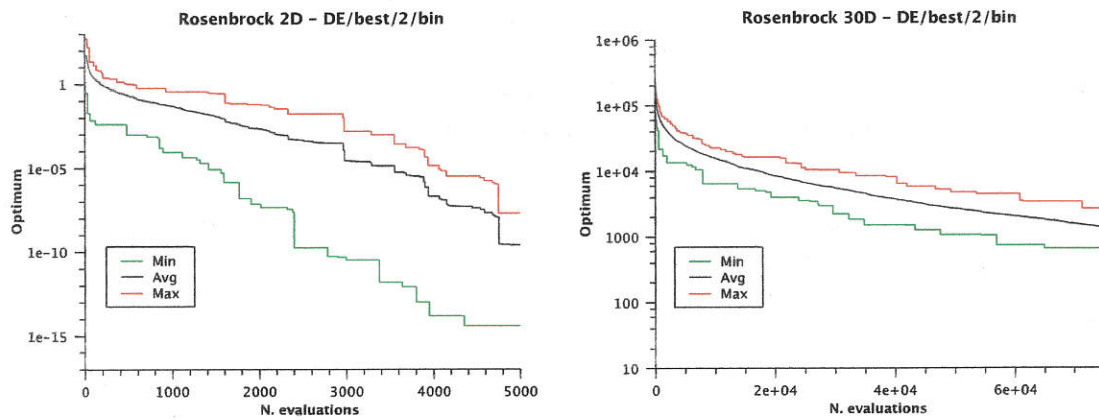 Rosenbrock 2D – DE/best/2/bin
Optimum
1
1e−05
1e−10
1e−15
Min
Avg
Max
0 1000 2000 3000 4000 5000
N. evaluations
Rosenbrock 30D – DE/best/2/bin
Optimum
1e+06
1e+05
1e+04
1000
100
10
Min
Avg
Max
0 2e+04 4e+04 6e+04
N. evaluations